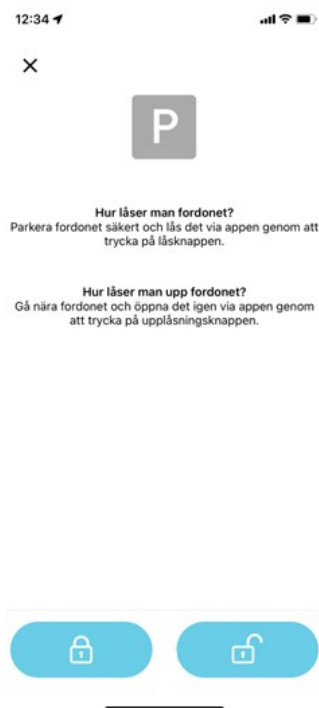 12:34
P
Hur låser man fordonet?
Parkera fordonet säkert och lås det via appen genom att
trycka på låsknappen.
Hur låser man upp fordonet?
Gå nära fordonet och öppna det igen via appen genom
att trycka på upplåsningsknappen.